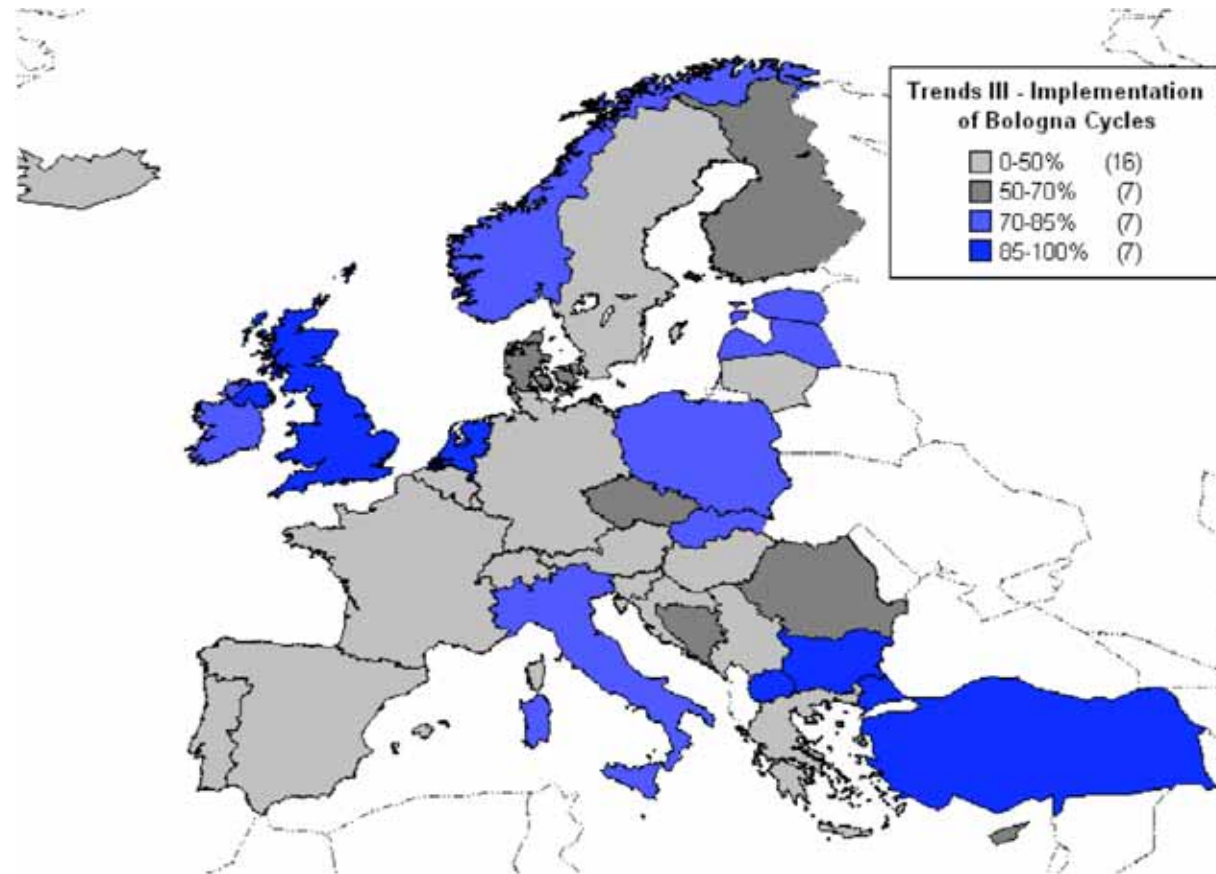 Trends III - Implementation
of Bologna Cycles
0-50% (16)
50-70% (7)
70-85% (7)
85-100% (7)